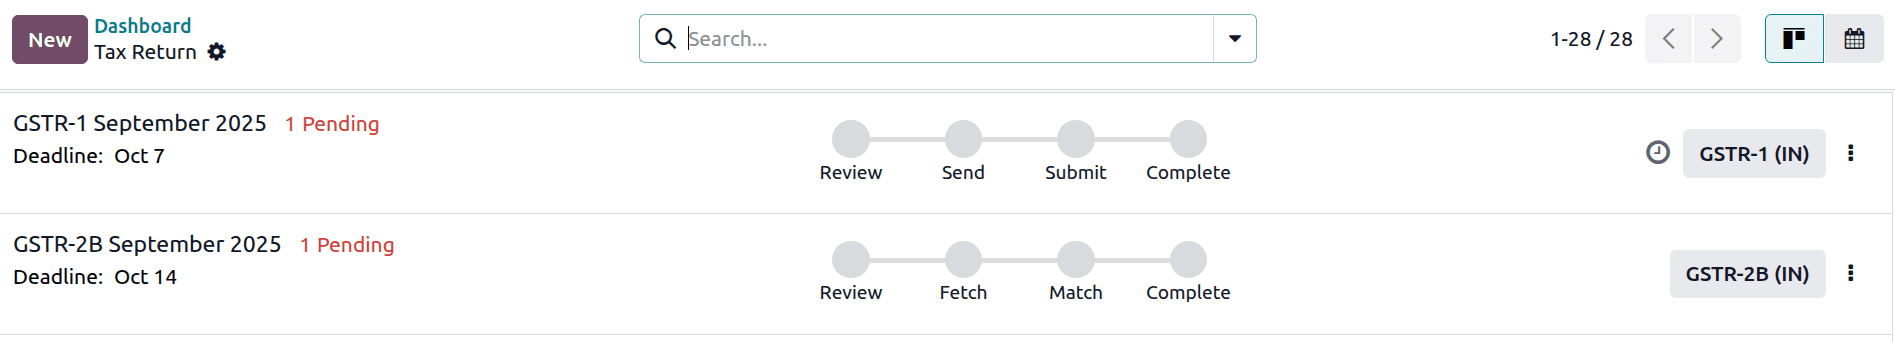 New
Dashboard
Tax Return
Search...
1-28 / 28
GSTR-1 September 2025 1 Pending
Deadline: Oct 7
Review Send Submit Complete
GSTR-1 (IN)
GSTR-2B September 2025 1 Pending
Deadline: Oct 14
Review Fetch Match Complete
GSTR-2B (IN)